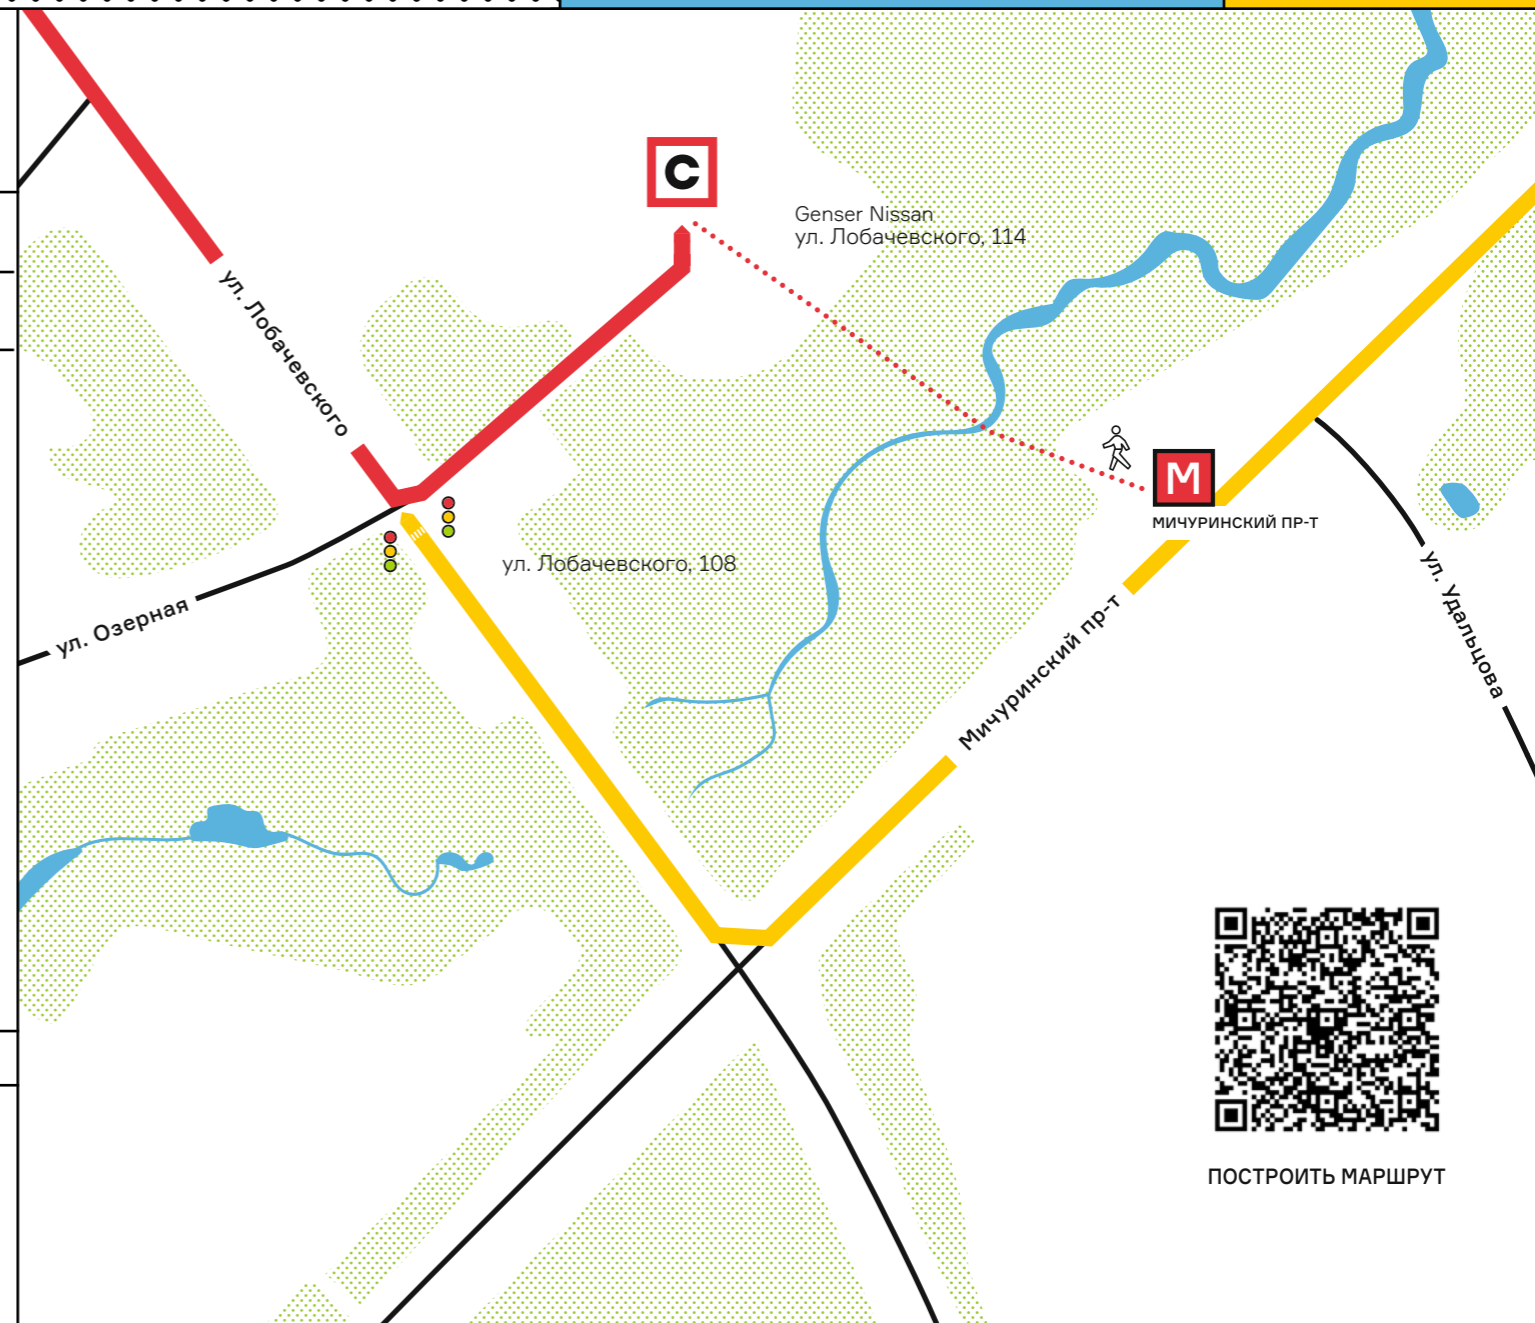 C
Genser Nissan
ул. Лобачевского, 114
ул. Лобачевского
М
МИЧУРИНСКИЙ ПР-Т
ул. Лобачевского, 108
ул. Озерная
Мичуринский пр-т
ул. Удальцова
ПОСТРОИТЬ МАРШРУТ